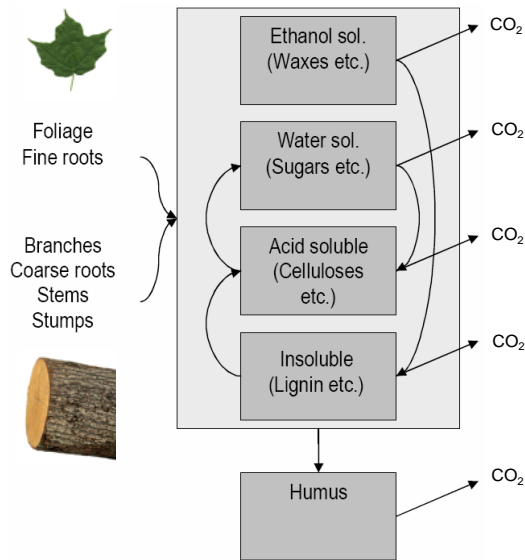 Ethanol sol.
(Waxes etc.)
CO2
Foliage
Fine roots
Water sol.
(Sugars etc.)
CO2
Branches
Coarse roots
Stems
Stumps
Acid soluble
(Celluloses
etc.)
CO2
Insoluble
(Lignin etc.)
CO2
Humus
CO2